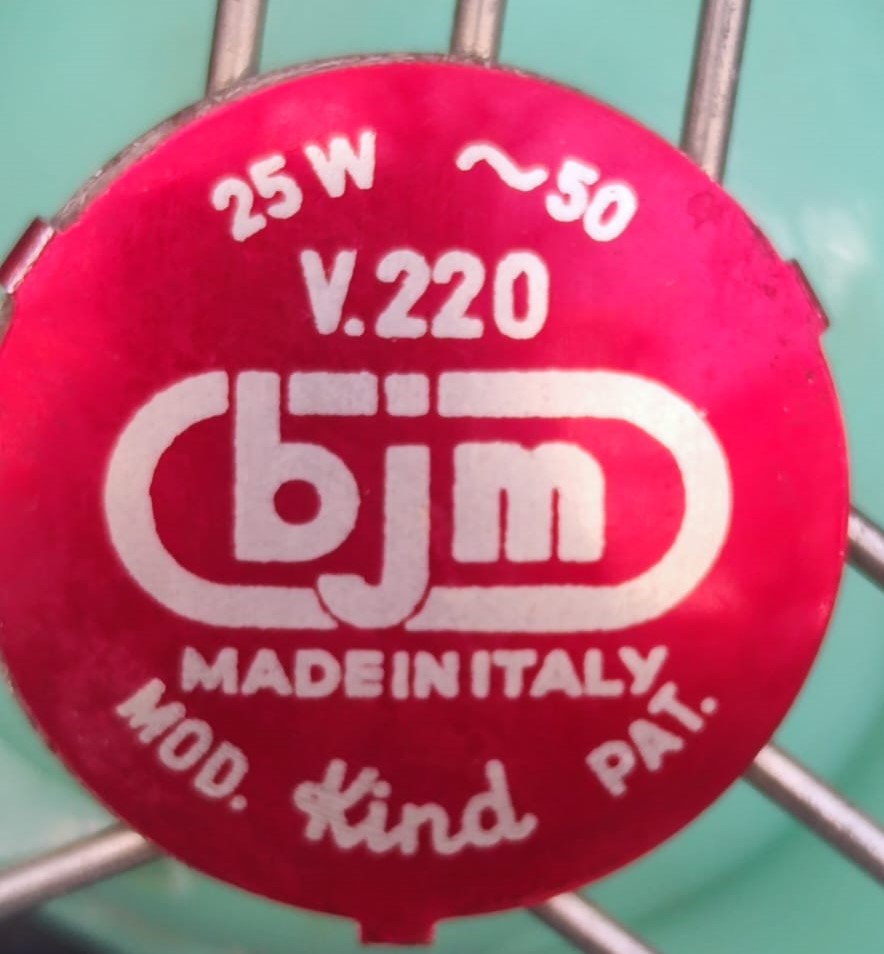 25 W ~50
V.220
bjm
MADE IN ITALY
MOD. Kind PAT.